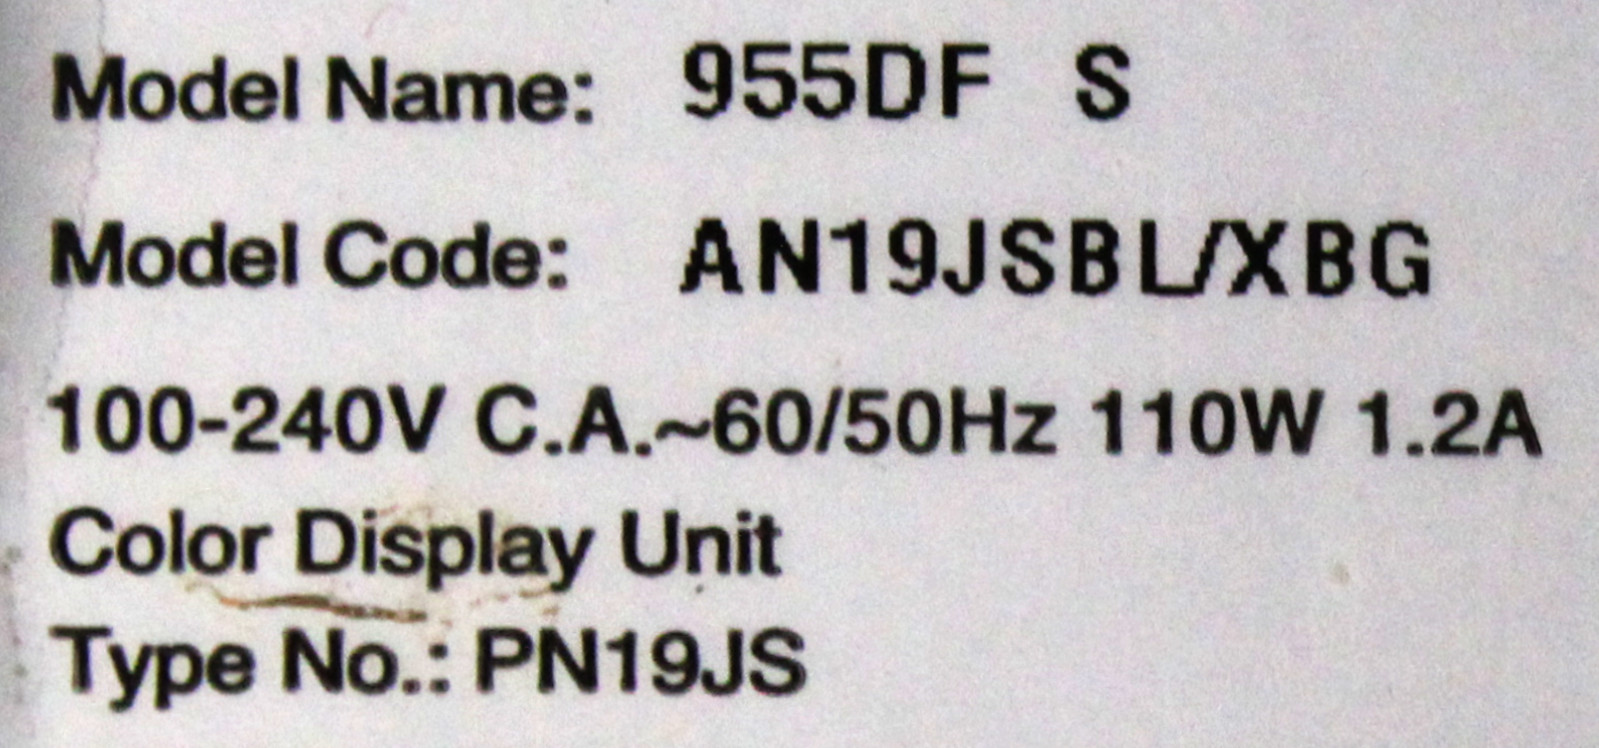 Model Name: 955DF S
Model Code: AN19JSBL/XBG
100-240V C.A.~60/50Hz 110W 1.2A
Color Display Unit
Type No.: PN19JS